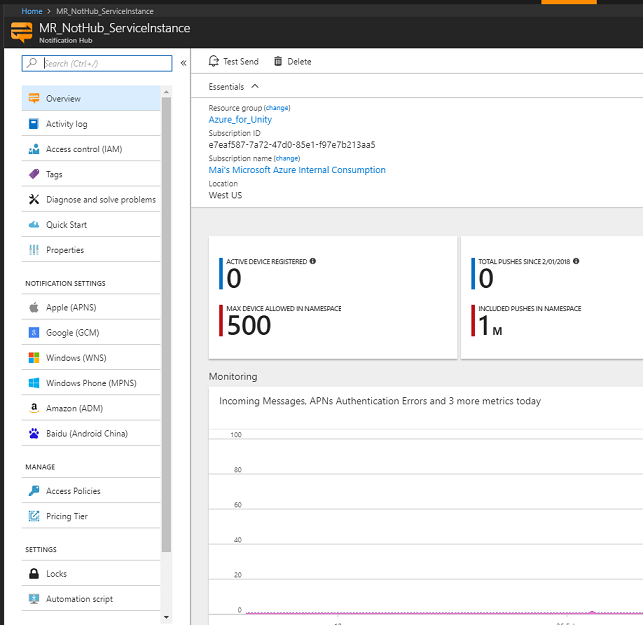 Home > MR_NotHub_ServiceInstance
MR_NotHub_ServiceInstance
Notification Hub
Search (Ctrl+/)
Overview
Activity log
Access control (IAM)
Tags
Diagnose and solve problems
Quick Start
Properties
NOTIFICATION SETTINGS
Apple (APNS)
Google (GCM)
Windows (WNS)
Windows Phone (MPNS)
Amazon (ADM)
Baidu (Android China)
MANAGE
Access Policies
Pricing Tier
SETTINGS
Locks
Automation script
Test Send
Delete
Essentials
Resource group (change)
Azure_for_Unity
Subscription ID
e7eaf587-7a72-47d0-85e1-f97e7b213aa5
Subscription name (change)
Mai's Microsoft Azure Internal Consumption
Location
West US
ACTIVE DEVICE REGISTERED
0
MAX DEVICE ALLOWED IN NAMESPACE
500
TOTAL PUSHES SINCE 2/01/2018
0
INCLUDED PUSHES IN NAMESPACE
1 M
Monitoring
Incoming Messages, APNs Authentication Errors and 3 more metrics today
100
80
60
40
20
0